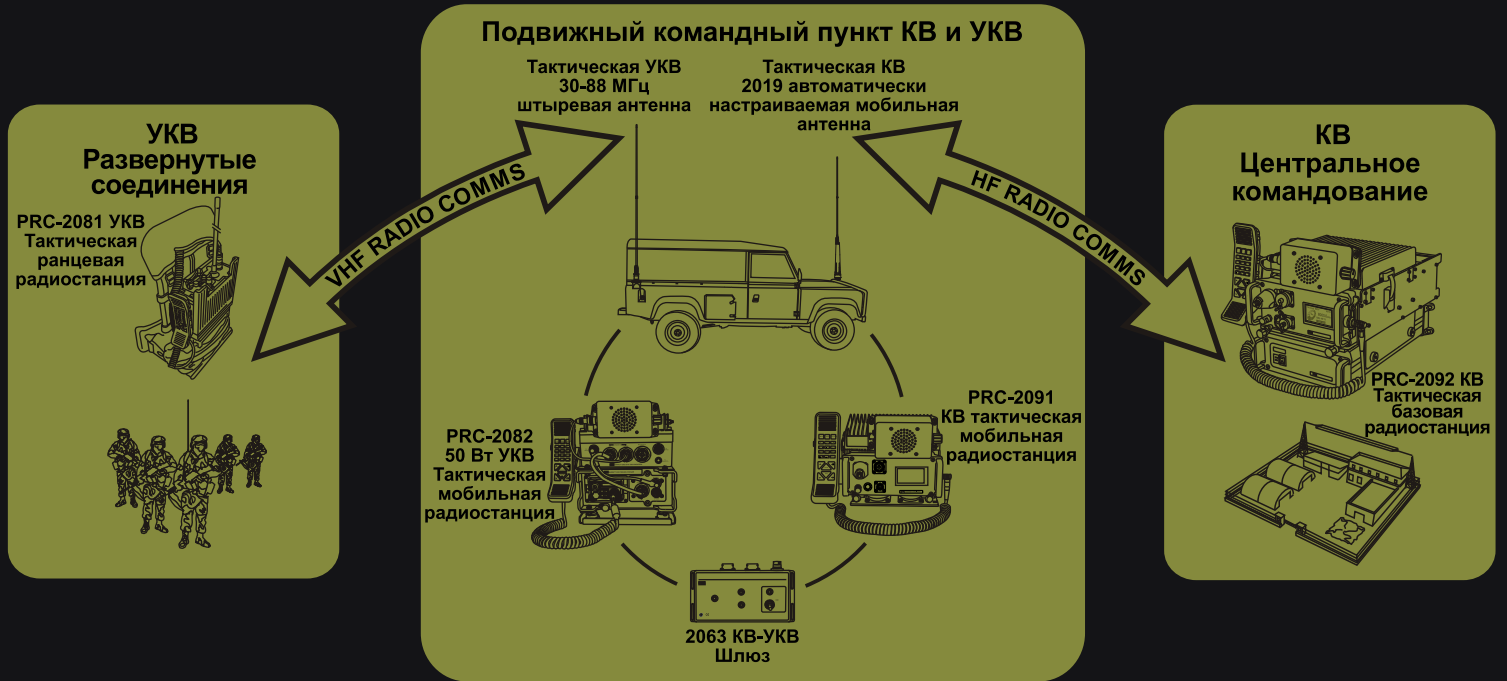 Подвижный командный пункт КВ и УКВ
Тактическая УКВ
30-88 МГц
штыревая антенна
Тактическая КВ
2019 автоматически
настраиваемая мобильная
антенна
УКВ
Развернутые
соединения
PRC-2081 УКВ
Тактическая
ранцевая
радиостанция
VHF RADIO COMMS
HF RADIO COMMS
КВ
Центральное
командование
PRC-2092 КВ
Тактическая
базовая
радиостанция
PRC-2082
50 Вт УКВ
Тактическая
мобильная
радиостанция
PRC-2091
КВ тактическая
мобильная
радиостанция
2063 КВ-УКВ
Шлюз